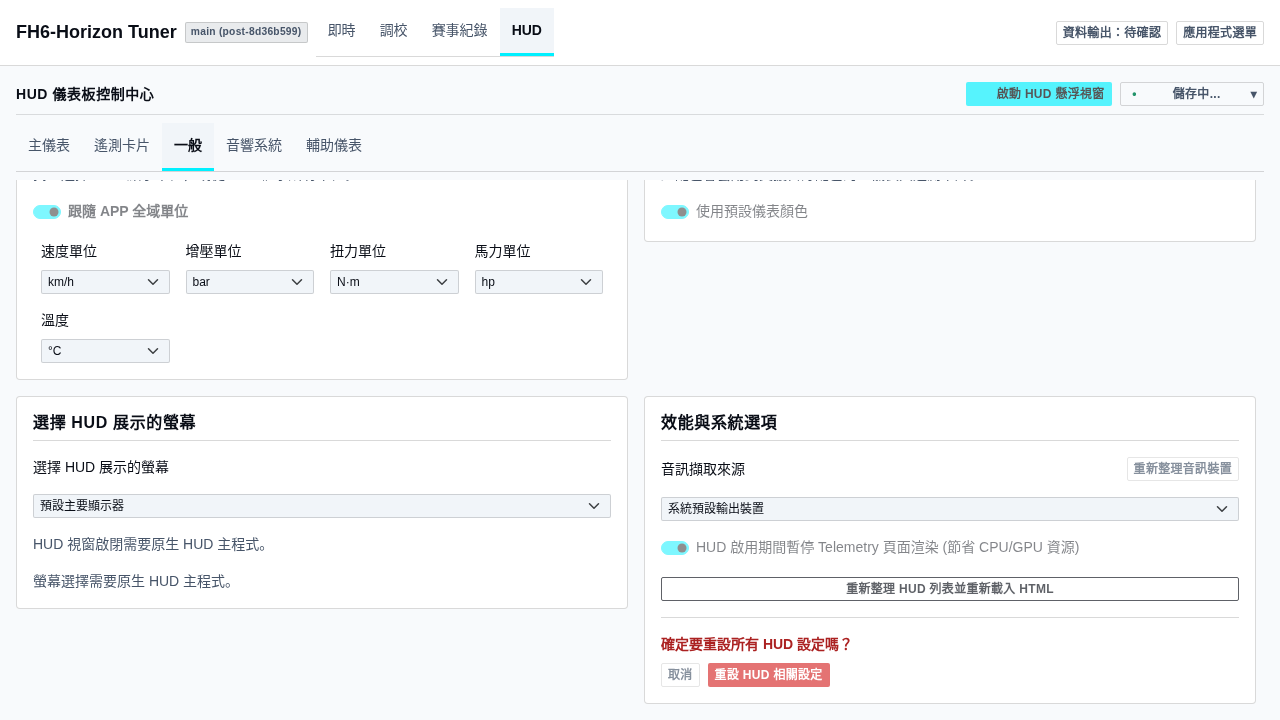 FH6-Horizon Tuner
main (post-8d36b599)
即時
調校
賽事紀錄
HUD
資料輸出：待確認
應用程式選單
HUD 儀表板控制中心
啟動 HUD 懸浮視窗
• 儲存中... ▾
主儀表
遙測卡片
一般
音響系統
輔助儀表
跟隨 APP 全域單位
速度單位
增壓單位
扭力單位
馬力單位
km/h
bar
N·m
hp
溫度
°C
使用預設儀表顏色
選擇 HUD 展示的螢幕
選擇 HUD 展示的螢幕
預設主要顯示器
HUD 視窗啟閉需要原生 HUD 主程式。
螢幕選擇需要原生 HUD 主程式。
效能與系統選項
音訊擷取來源
重新整理音訊裝置
系統預設輸出裝置
HUD 啟用期間暫停 Telemetry 頁面渲染 (節省 CPU/GPU 資源)
重新整理 HUD 列表並重新載入 HTML
確定要重設所有 HUD 設定嗎？
取消
重設 HUD 相關設定